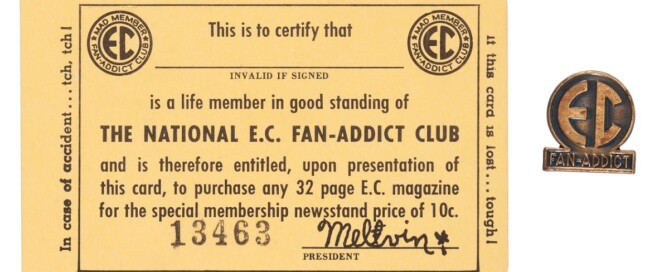 MAD MEMBER
EC
FAN-ADDICT CLUB
This is to certify that
MAD MEMBER
EC
FAN-ADDICT CLUB
INVALID IF SIGNED
is a life member in good standing of
THE NATIONAL E.C. FAN-ADDICT CLUB
and is therefore entitled, upon presentation of
this card, to purchase any 32 page E.C. magazine
for the special membership newsstand price of 10c.
13463
Melvin*
PRESIDENT
In case of accident...tch, tch!
If this card is lost... tough!
EC
FAN-ADDICT